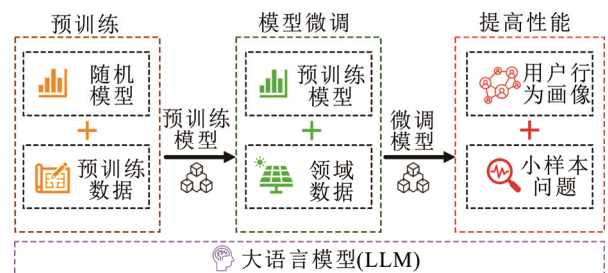 预训练
随机
模型
+
预训练
数据
预训练
模型
模型微调
预训练
模型
+
领域
数据
微调
模型
提高性能
用户行
为画像
+
小样本
问题
大语言模型(LLM)